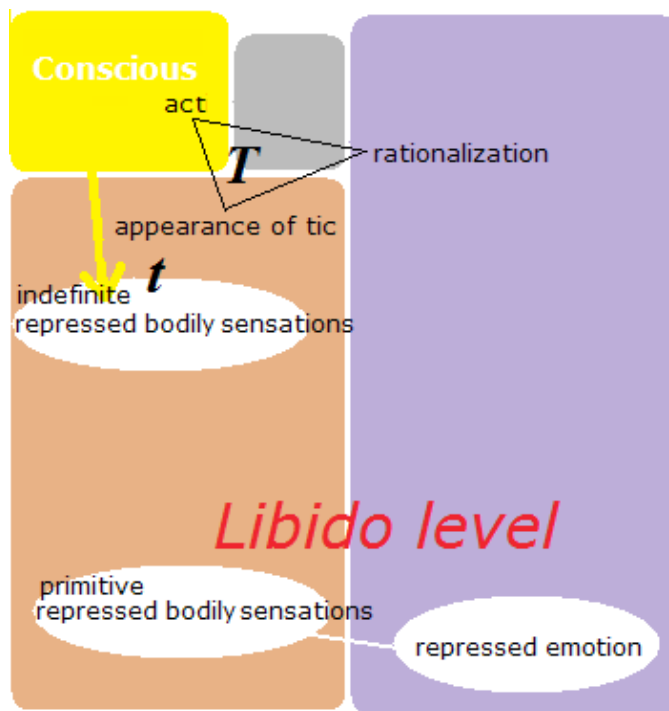 Conscious
act
T
rationalization
appearance of tic
t
indefinite
repressed bodily sensations
Libido level
primitive
repressed bodily sensations
repressed emotion